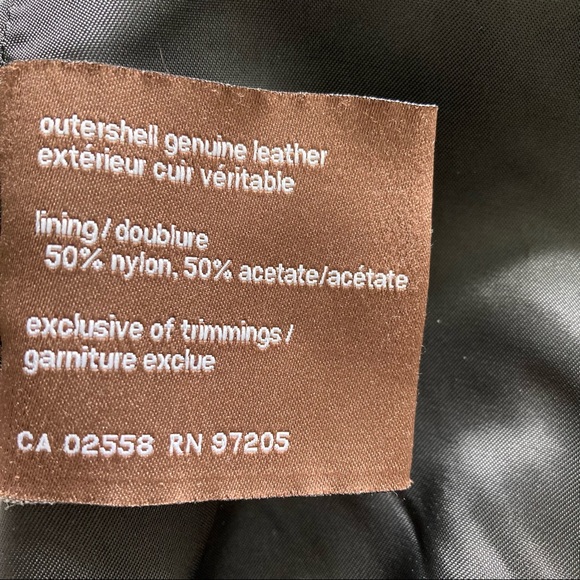 outershell genuine leather
extérieur cuir véritable
lining/doublure
50% nylon, 50% acetate/acétate
exclusive of trimmings/
garniture exclue
CA 02558 RN 97205